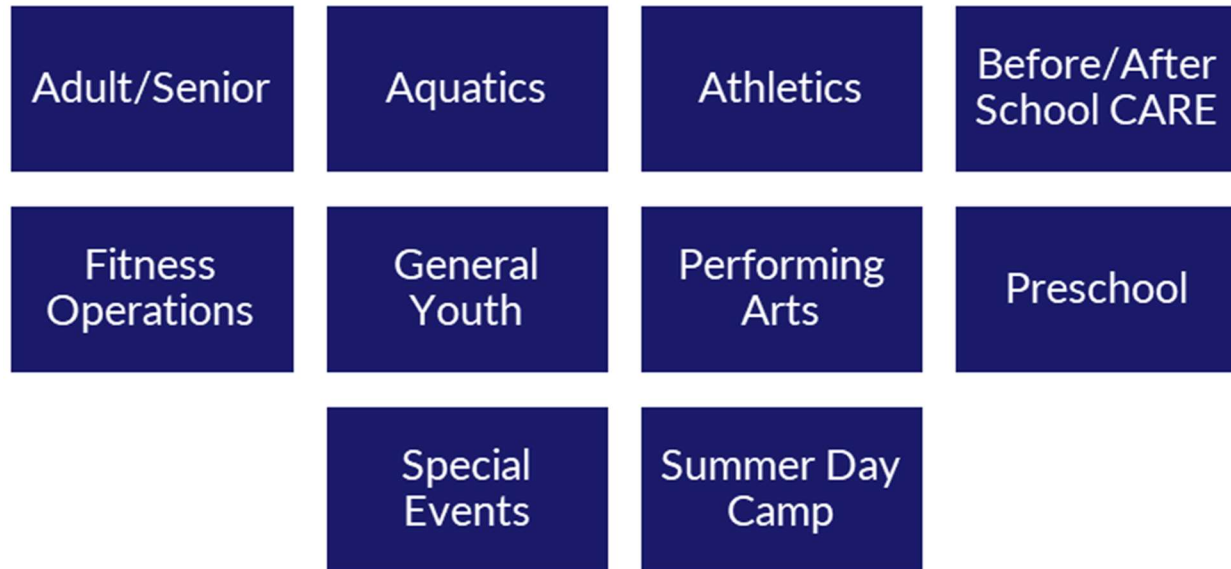 Adult/Senior
Aquatics
Athletics
Before/After
School CARE
Fitness
Operations
General
Youth
Performing
Arts
Preschool
Special
Events
Summer Day
Camp